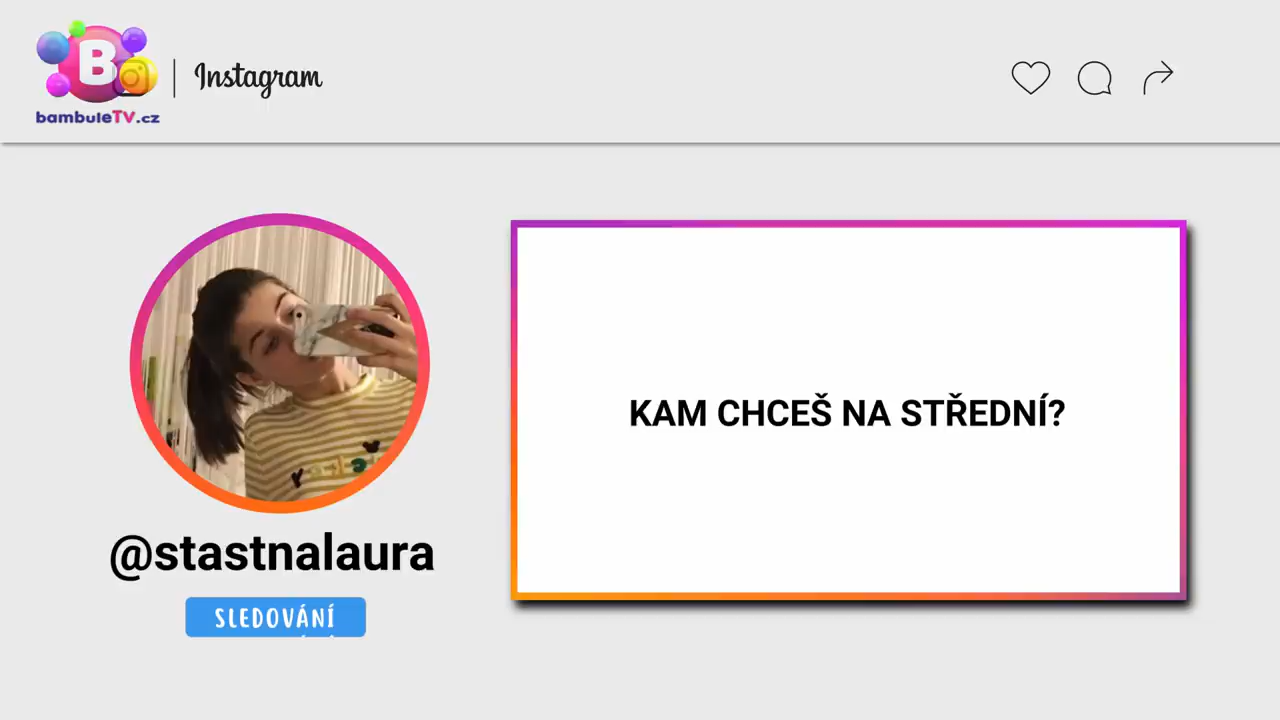 B
Instagram
bambuleTV.cz
KAM CHCEŠ NA STŘEDNÍ?
@stastnalaura
SLEDOVÁNÍ